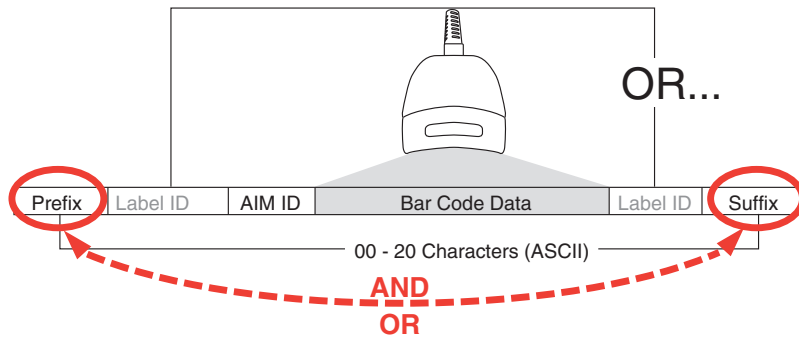 OR...
Prefix Label ID AIM ID Bar Code Data Label ID Suffix
00 - 20 Characters (ASCII)
AND
OR